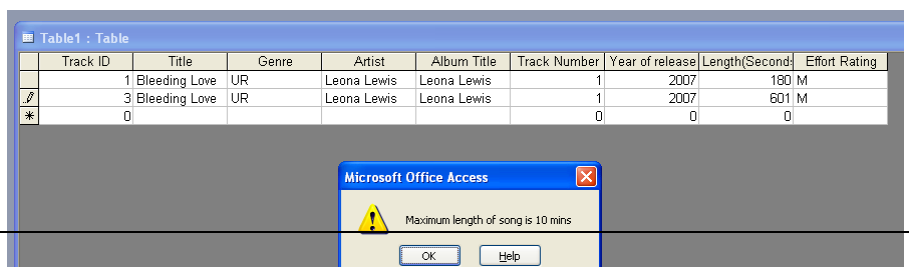 Table1 : Table
Track ID Title Genre Artist Album Title Track Number Year of release Length(Second: Effort Rating
1 Bleeding Love UR Leona Lewis Leona Lewis 1 2007 180 M
3 Bleeding Love UR Leona Lewis Leona Lewis 1 2007 601 M
0 0 0 0
Microsoft Office Access
Maximum length of song is 10 mins
OK Help